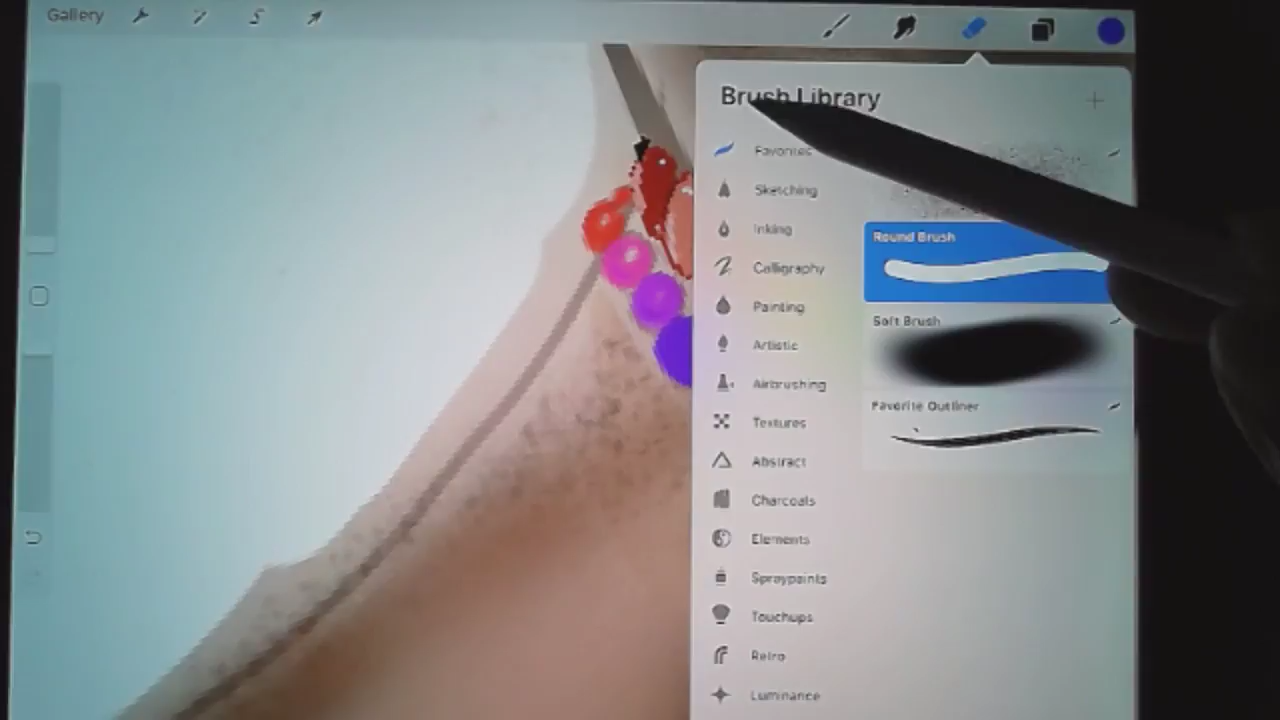 Gallery
Brush Library
Favorites
Sketching
Inking
Calligraphy
Painting
Artistic
Airbrushing
Textures
Abstract
Charcoals
Elements
Spraypaints
Touchups
Retro
Luminance
Round Brush
Soft Brush
Favorite Outliner